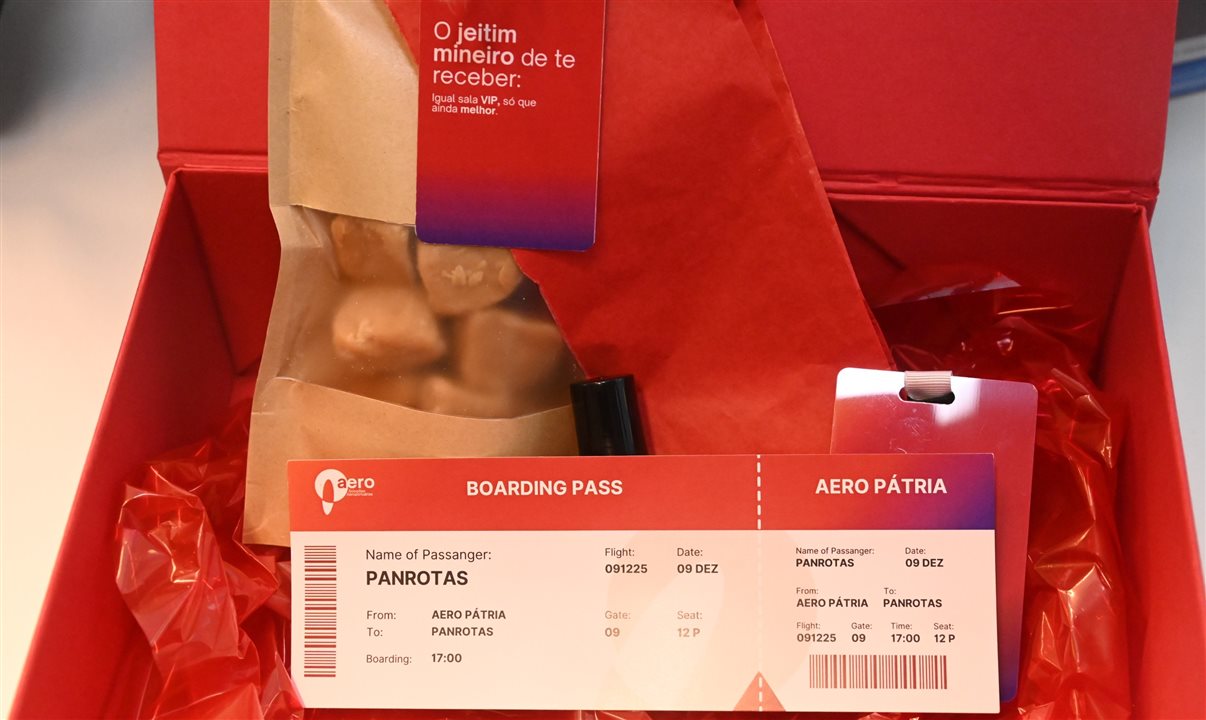 O jeitim
mineiro de te
receber:
Igual sala VIP, só que
ainda melhor.
aero
BOARDING PASS
AERO PÁTRIA
Name of Passanger:
PANROTAS
Flight:
091225
Date:
09 DEZ
From: AERO PÁTRIA
To: PANROTAS
Gate:
09
Seat:
12 P
Boarding: 17:00
Name of Passanger:
PANROTAS
Date:
09 DEZ
From:
AERO PÁTRIA
To:
PANROTAS
Flight:
091225
Gate:
09
Time:
17:00
Seat:
12 P